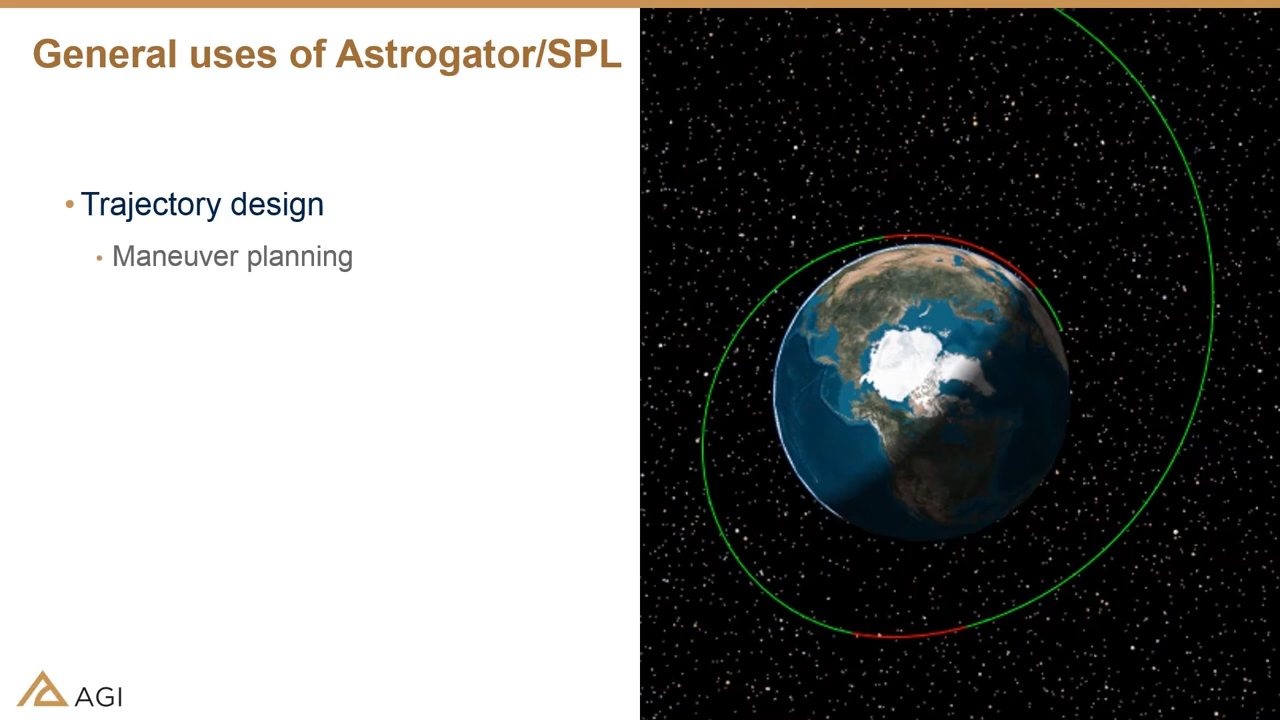 General uses of Astrogator/SPL
• Trajectory design
• Maneuver planning
AGI